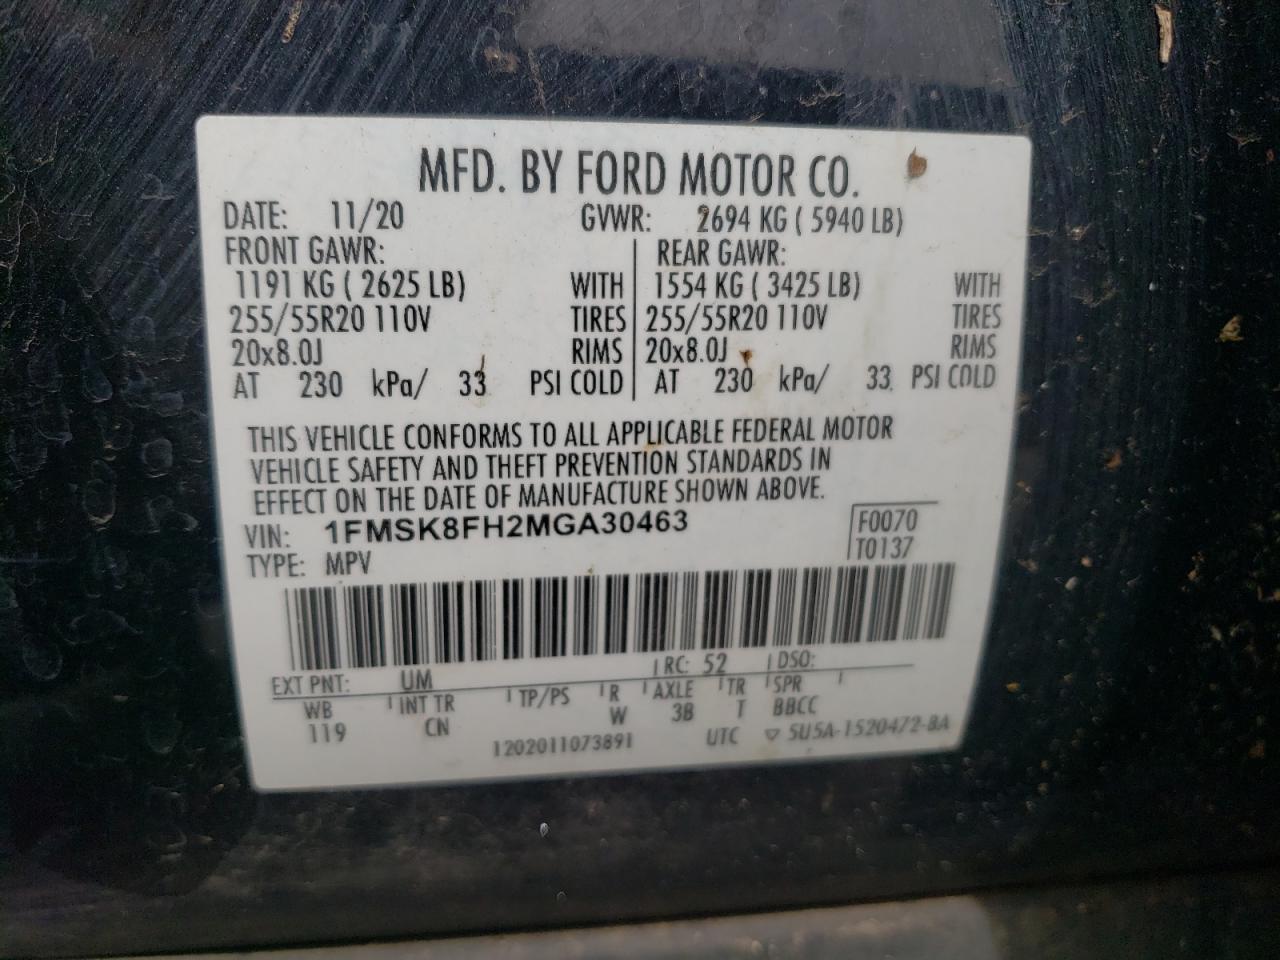 MFD. BY FORD MOTOR CO.
DATE: 11/20 GVWR: 2694 KG ( 5940 LB)
FRONT GAWR: REAR GAWR:
1191 KG ( 2625 LB) WITH 1554 KG ( 3425 LB) WITH
255/55R20 110V TIRES 255/55R20 110V TIRES
20x8.0J RIMS 20x8.0J RIMS
AT 230 kPa/ 33 PSI COLD AT 230 kPa/ 33 PSI COLD
THIS VEHICLE CONFORMS TO ALL APPLICABLE FEDERAL MOTOR
VEHICLE SAFETY AND THEFT PREVENTION STANDARDS IN
EFFECT ON THE DATE OF MANUFACTURE SHOWN ABOVE.
VIN: 1FMSK8FH2MGA30463 F0070
TYPE: MPV T0137
EXT PNT: UM RC: 52 DSO:
WB INT TR TP/PS R AXLE TR SPR
119 CN W 3B T BBCC
1202011073891 UTC ▽ 5U5A-1520472-BA